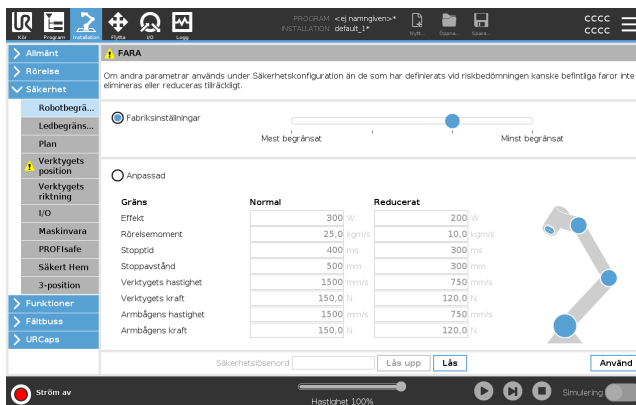 PROGRAM <ej namngiven>*
INSTALLATION default_1*
Kör Program Installation Flytta I/O Logg
Nytt... Öppna... Spara...
CCCC
CCCC
Allmänt
Rörelse
Säkerhet
Robotbegrä...
Ledbegräns...
Plan
Verktygets
position
Verktygets
riktning
I/O
Maskinvara
PROFIsafe
Säkert Hem
3-position
Funktioner
Fältbuss
URCaps
FARA
Om andra parametrar används under Säkerhetskonfiguration än de som har definierats vid riskbedömningen kanske befintliga faror inte
elimineras eller reduceras tillräckligt.
Fabriksinställningar
Mest begränsat Minst begränsat
Anpassad
Gräns Normal Reducerat
Effekt 300 W 200 W
Rörelsemoment 25,0 kgm/s 10,0 kgm/s
Stopptid 400 ms 300 ms
Stoppavstånd 500 mm 300 mm
Verktygets hastighet 1500 mm/s 750 mm/s
Verktygets kraft 150,0 N 120,0 N
Armbågens hastighet 1500 mm/s 750 mm/s
Armbågens kraft 150,0 N 120,0 N
Säkerhetslösenord Lås upp Lås Använd
Ström av
Hastighet 100%
Simulering